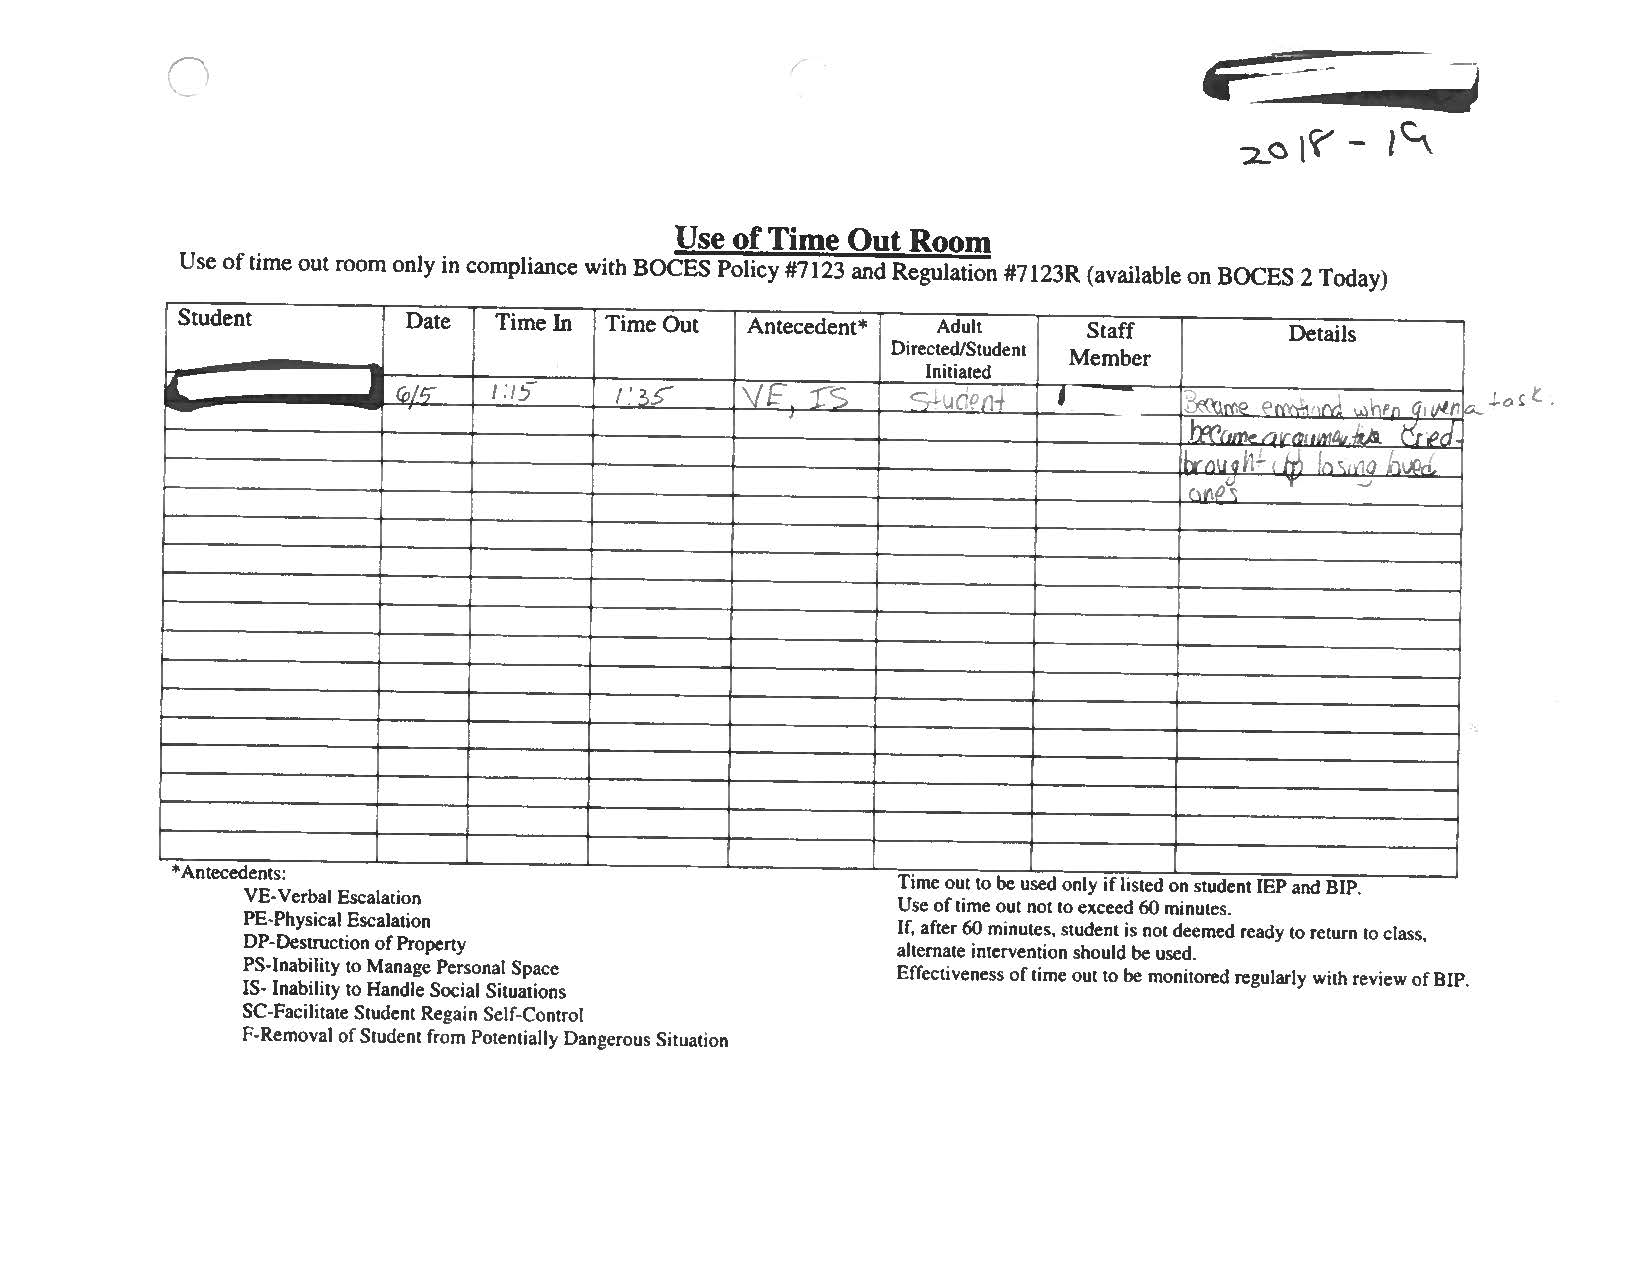 2018 - 19
Use of Time Out Room
Use of time out room only in compliance with BOCES Policy #7123 and Regulation #7123R (available on BOCES 2 Today)
Student Date Time In Time Out Antecedent* Adult Directed/Student Initiated Staff Member Details
6/5 1:15 1:35 VE, IS Student Became emotional when given a task.
became argumentative Cried-
brought up losing loved
ones
*Antecedents:
VE-Verbal Escalation
PE-Physical Escalation
DP-Destruction of Property
PS-Inability to Manage Personal Space
IS- Inability to Handle Social Situations
SC-Facilitate Student Regain Self-Control
F-Removal of Student from Potentially Dangerous Situation
Time out to be used only if listed on student IEP and BIP.
Use of time out not to exceed 60 minutes.
If, after 60 minutes, student is not deemed ready to return to class,
alternate intervention should be used.
Effectiveness of time out to be monitored regularly with review of BIP.